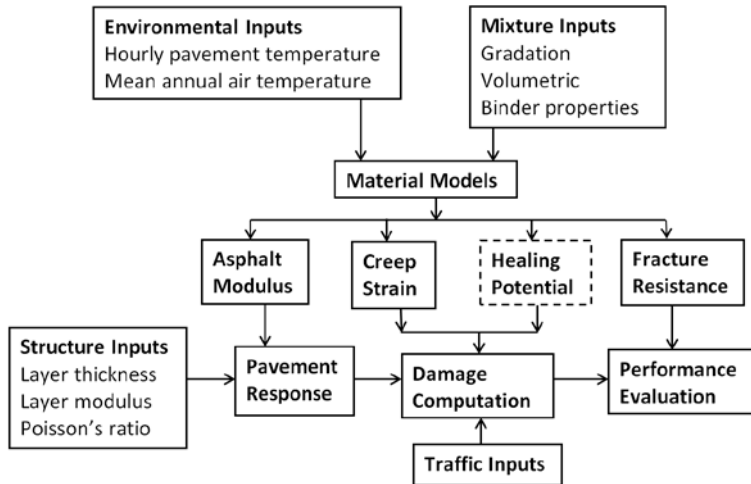 Environmental Inputs
Hourly pavement temperature
Mean annual air temperature
Mixture Inputs
Gradation
Volumetric
Binder properties
Material Models
Asphalt
Modulus
Creep
Strain
Healing
Potential
Fracture
Resistance
Structure Inputs
Layer thickness
Layer modulus
Poisson's ratio
Pavement
Response
Damage
Computation
Performance
Evaluation
Traffic Inputs